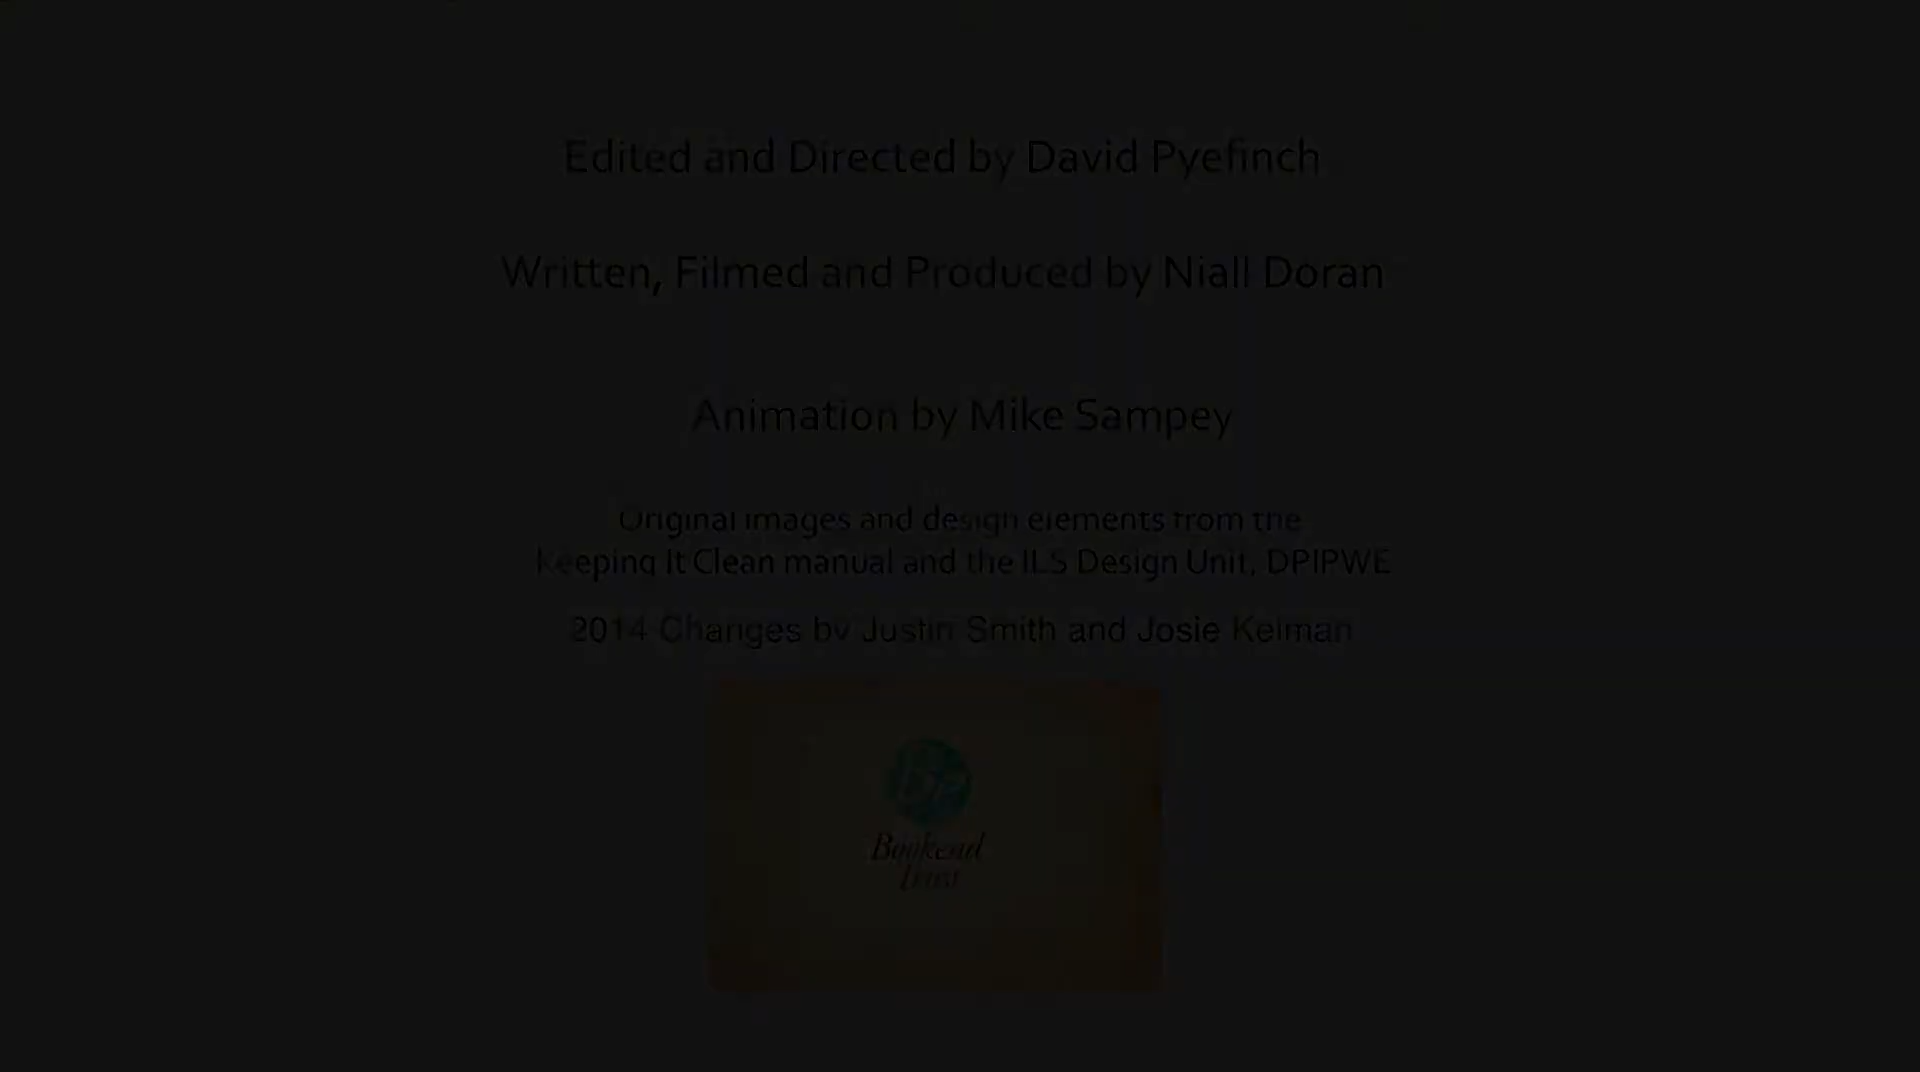 Edited and Directed by David Pyefinch
Written, Filmed and Produced by Niall Doran
Animation by Mike Sampey
Original images and design elements from the
Keeping It Clean manual and the ILS Design Unit, DPIPWE
2014 Changes by Justin Smith and Josie Kelman
Bookend
Trust